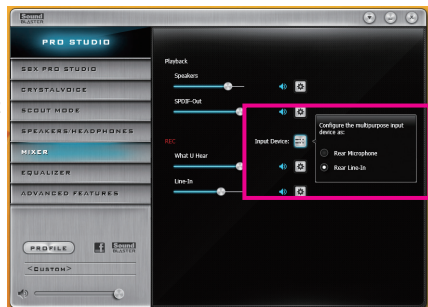 Sound
BLASTER
PRO STUDIO
SBX PRO STUDIO
CRYSTALVOICE
SCOUT MODE
SPEAKERS/HEADPHONES
MIXER
EQUALIZER
ADVANCED FEATURES
PROFILE
f
Sound
BLASTER
<CUSTOM>
Playback
Speakers
SPDIF-Out
REC
Input Device:
What U Hear
Line-In
Configure the multipurpose input
device as:
Rear Microphone
Rear Line-In